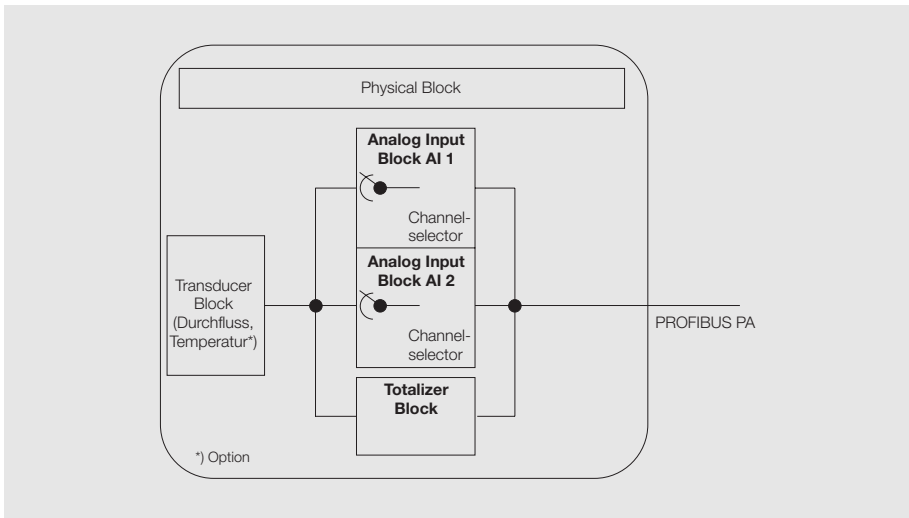 Physical Block
Analog Input
Block AI 1
Channel-
selector
Analog Input
Block AI 2
Channel-
selector
Transducer
Block
(Durchfluss,
Temperatur*)
PROFIBUS PA
Totalizer
Block
*) Option